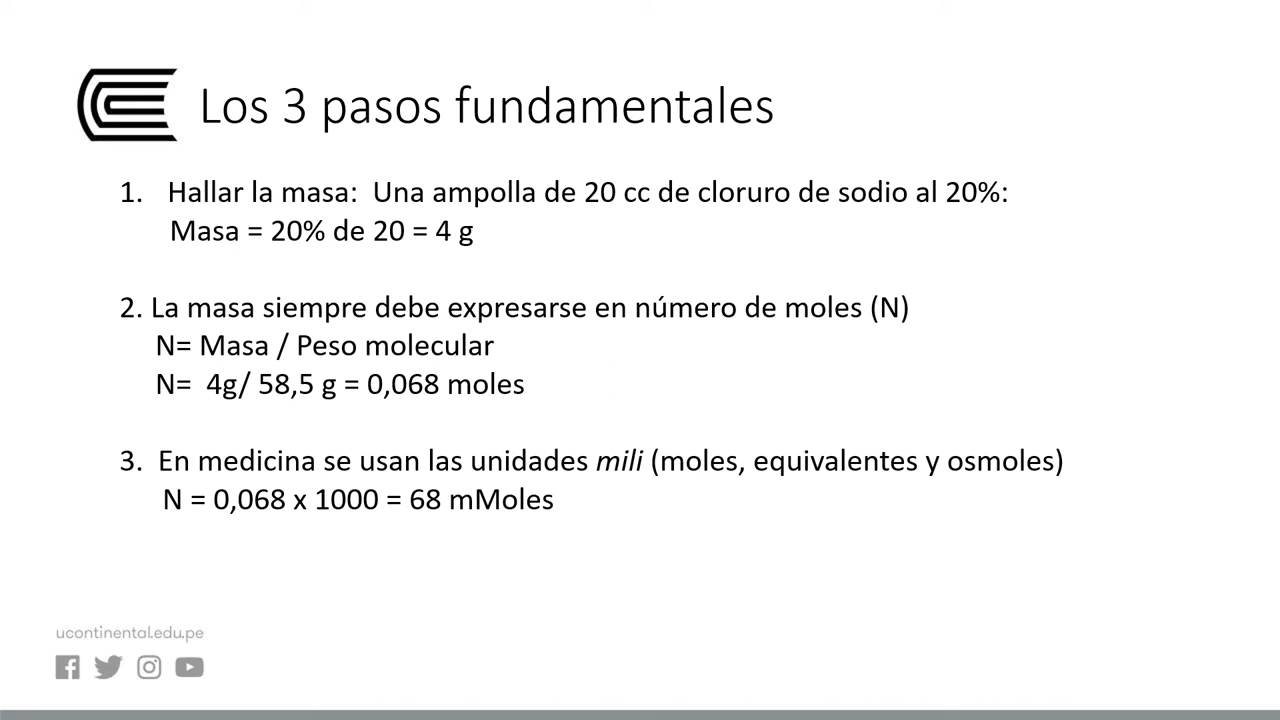 Los 3 pasos fundamentales
1. Hallar la masa: Una ampolla de 20 cc de cloruro de sodio al 20%:
Masa = 20% de 20 = 4 g
2. La masa siempre debe expresarse en número de moles (N)
N= Masa / Peso molecular
N= 4g/ 58,5 g = 0,068 moles
3. En medicina se usan las unidades mili (moles, equivalentes y osmoles)
N = 0,068 x 1000 = 68 mMoles
ucontinental.edu.pe